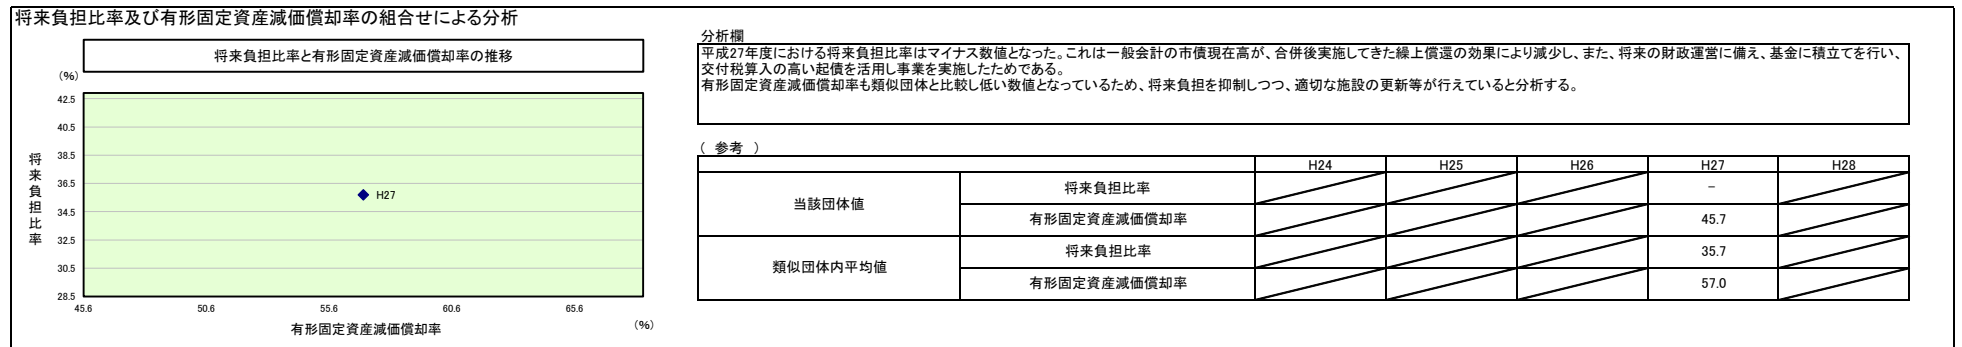 将来負担比率及び有形固定資産減価償却率の組合せによる分析
将来負担比率と有形固定資産減価償却率の推移
(%)
42.5
40.5
38.5
36.5
34.5
32.5
30.5
28.5
将来負担比率
H27
45.6 50.6 55.6 60.6 65.6
有形固定資産減価償却率
(%)
分析欄
平成27年度における将来負担比率はマイナス数値となった。これは一般会計の市債現在高が、合併後実施してきた繰上償還の効果により減少し、また、将来の財政運営に備え、基金に積立てを行い、
交付税算入の高い起債を活用し事業を実施したためである。
有形固定資産減価償却率も類似団体と比較し低い数値となっているため、将来負担を抑制しつつ、適切な施設の更新等が行えていると分析する。
( 参考 )
H24 H25 H26 H27 H28
当該団体値
将来負担比率 -
有形固定資産減価償却率 45.7
類似団体内平均値
将来負担比率 35.7
有形固定資産減価償却率 57.0